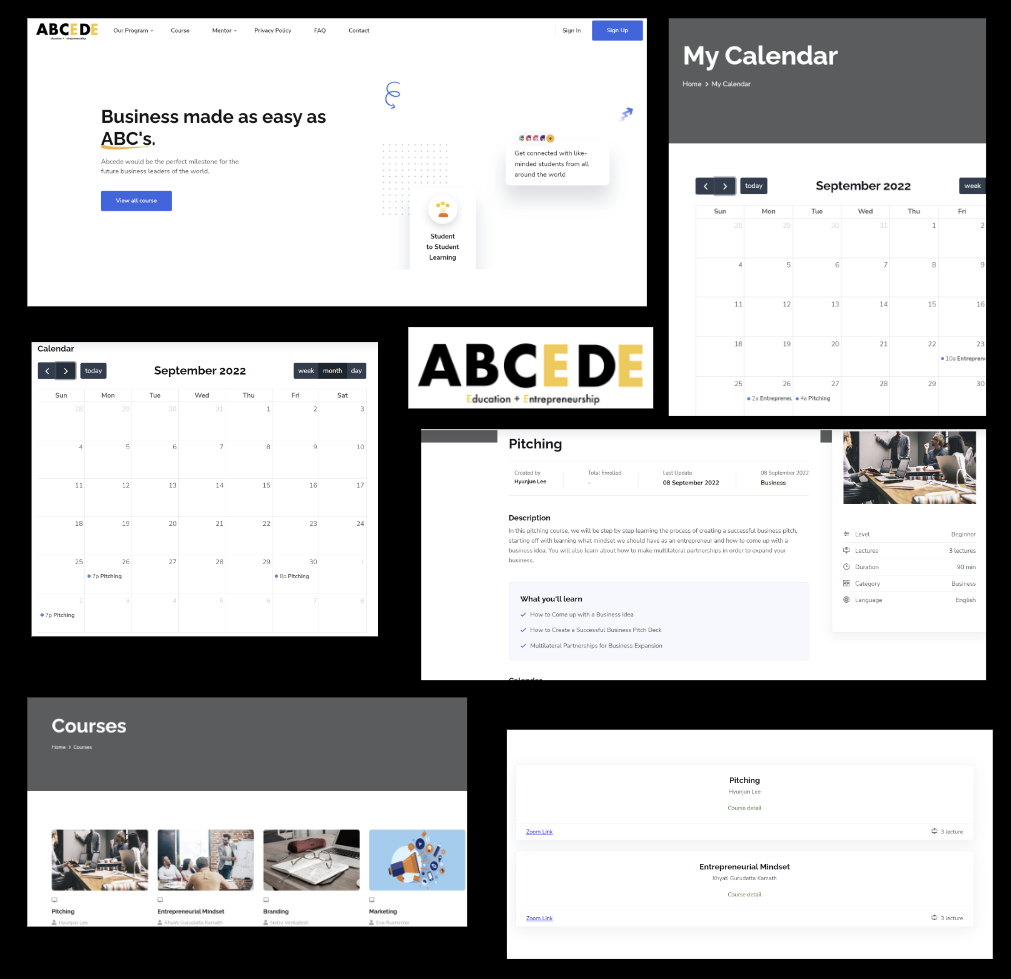 ABCEDE
Education + Entrepreneurship
Our Program
Course
Mentor
Privacy Policy
FAQ
Contact
Sign In
Sign Up
Business made as easy as
ABC's.
Abcede would be the perfect milestone for the
future business leaders of the world.
View all course
Get connected with like-
minded students from all
around the world
Student
to Student
Learning
My Calendar
Home > My Calendar
< > today September 2022 week
Sun Mon Tue Wed Thu Fri
28 29 30 31 1 2
4 5 6 7 8 9
11 12 13 14 15 16
18 19 20 21 22 23
10a Entrepren
25 26 27 28 29 30
2a Entrepreneu 4a Pitching
Calendar
< > today September 2022 week month day
Sun Mon Tue Wed Thu Fri Sat
28 29 30 31 1 2 3
4 5 6 7 8 9 10
11 12 13 14 15 16 17
18 19 20 21 22 23 24
25 26 27 28 29 30 1
7p Pitching 8p Pitching
2 3 4 5 6 7 8
7p Pitching
ABCEDE
Education + Entrepreneurship
Pitching
Created by Total Enrolled Last Update 08 September 2022
Hyunjun Lee - 08 September 2022 Business
Description
In this pitching course, we will be step by step learning the process of creating a successful business pitch,
starting off with learning what mindset we should have as an entrepreneur and how to come up with a
business idea. You will also learn about how to make multilateral partnerships in order to expand your
business.
What you'll learn
How to Come up with a Business Idea
How to Create a Successful Business Pitch Deck
Multilateral Partnerships for Business Expansion
Calendar
Level Beginner
Lectures 3 lectures
Duration 90 min
Category Business
Language English
Courses
Home > Courses
Pitching
Hyunjun Lee
Entrepreneurial Mindset
Khyati Gurudatta Kamath
Branding
Marketing
Pitching
Hyunjun Lee
Course detail
Zoom Link 3 lecture
Entrepreneurial Mindset
Khyati Gurudatta Kamath
Course detail
Zoom Link 3 lecture